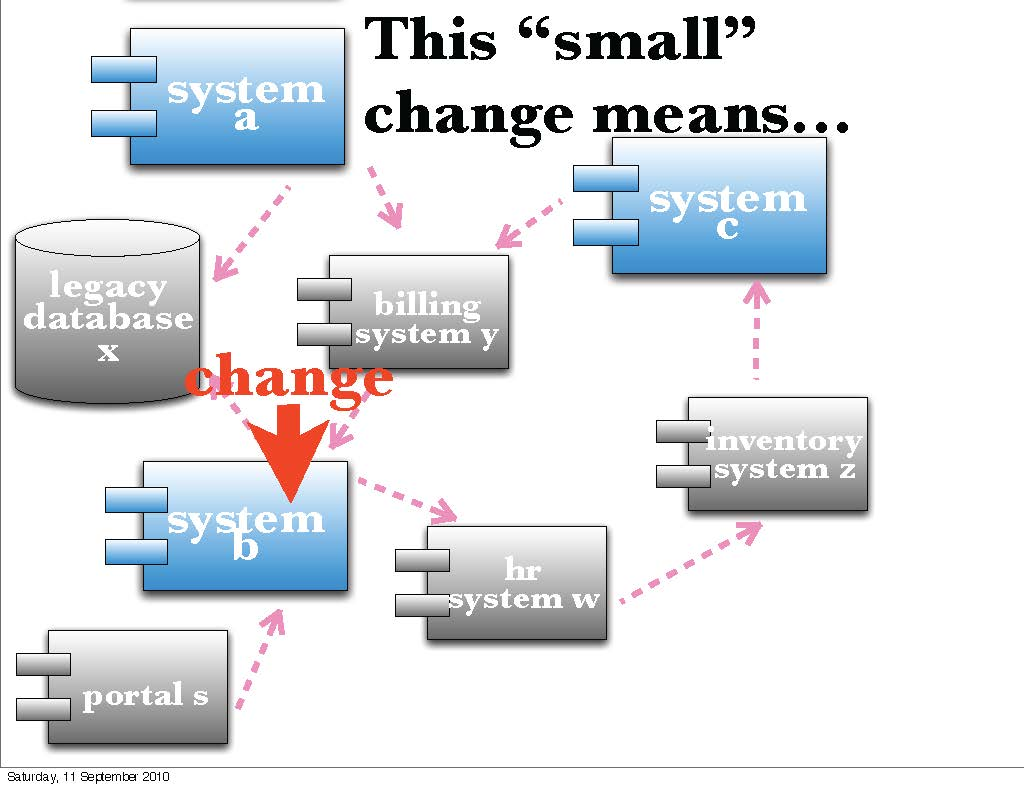 This “small”
change means…
system
a
system
c
legacy
database
x
billing
system y
change
inventory
system z
system
b
hr
system w
portal s
Saturday, 11 September 2010